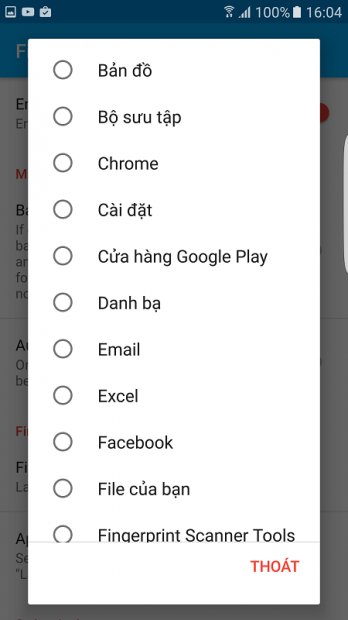 100% 16:04
F
Bản đồ
Bộ sưu tập
Chrome
Cài đặt
Cửa hàng Google Play
Danh bạ
Email
Excel
Facebook
File của bạn
Fingerprint Scanner Tools
THOÁT